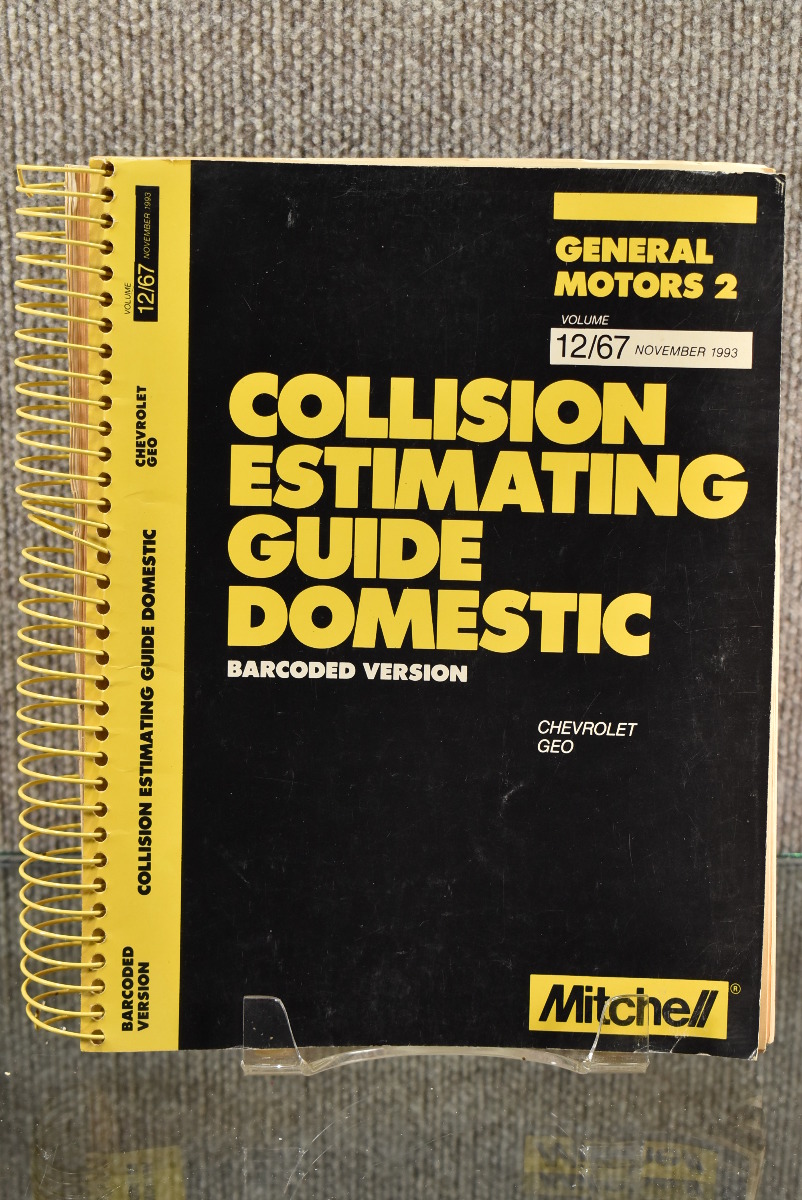 GENERAL
MOTORS 2
VOLUME
12/67 NOVEMBER 1993
COLLISION
ESTIMATING
GUIDE
DOMESTIC
BARCODED VERSION
CHEVROLET
GEO
Mitchell®
VOLUME
12/67 NOVEMBER 1993
CHEVROLET
GEO
COLLISION ESTIMATING GUIDE DOMESTIC
BARCODED
VERSION